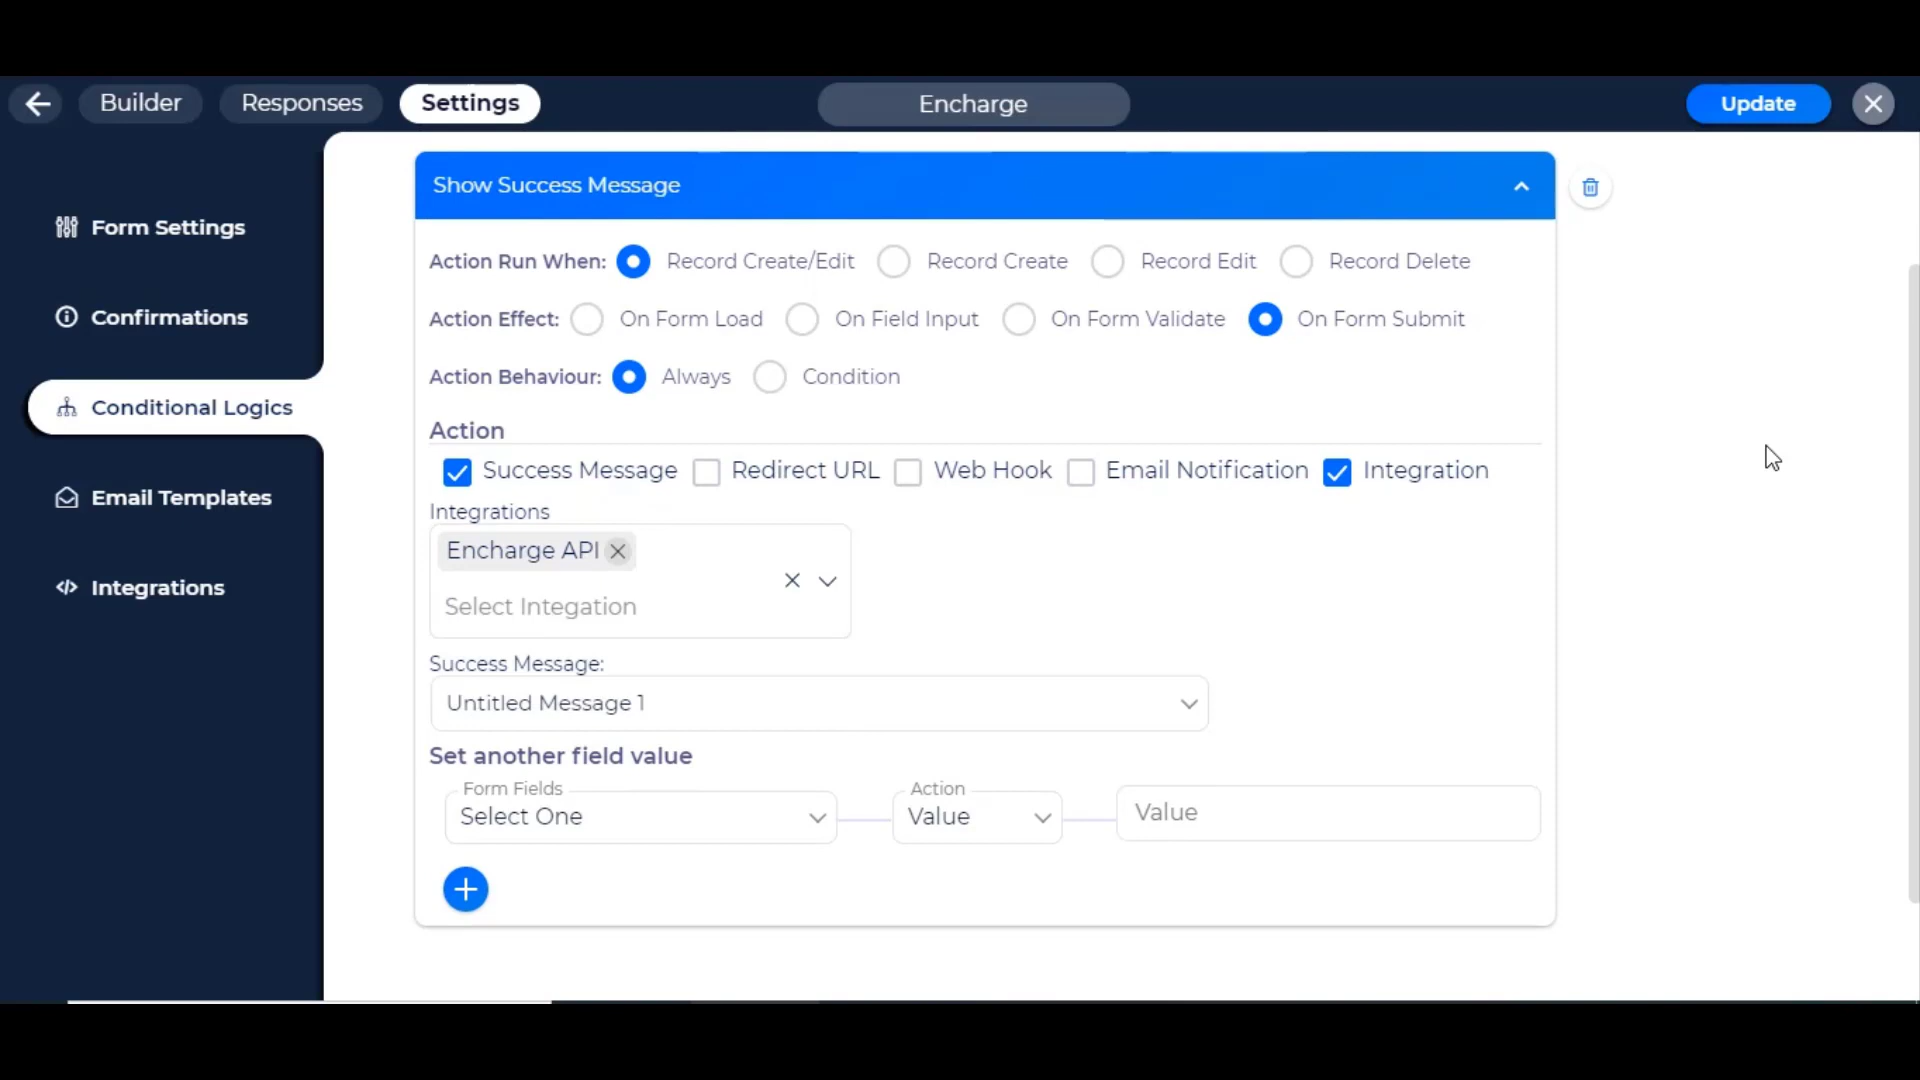 Builder
Responses
Settings
Encharge
Update
Form Settings
Confirmations
Conditional Logics
Email Templates
Integrations
Show Success Message
Action Run When: Record Create/Edit Record Create Record Edit Record Delete
Action Effect: On Form Load On Field Input On Form Validate On Form Submit
Action Behaviour: Always Condition
Action
Success Message Redirect URL Web Hook Email Notification Integration
Integrations
Encharge API
Select Integation
Success Message:
Untitled Message 1
Set another field value
Form Fields Action
Select One Value Value